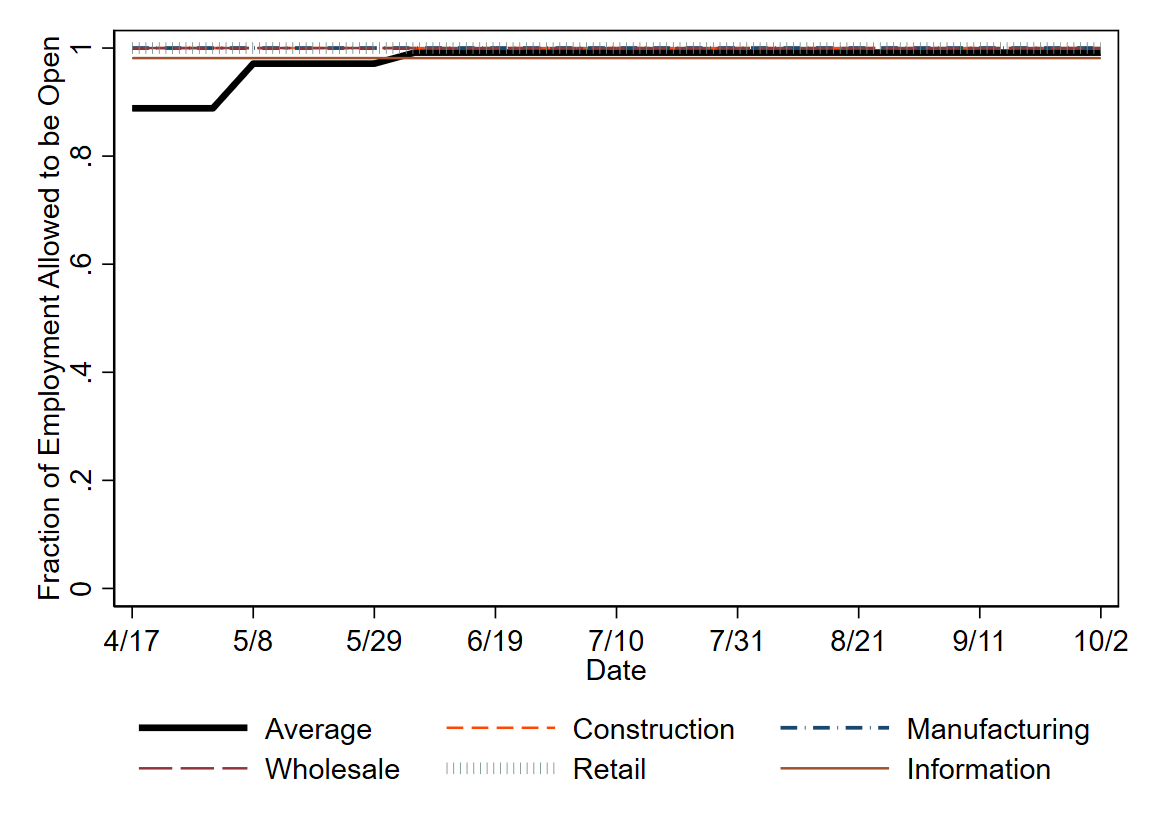 Fraction of Employment Allowed to be Open
1
.8
.6
.4
.2
0
4/17 5/8 5/29 6/19 7/10 7/31 8/21 9/11 10/2
Date
Average Construction Manufacturing
Wholesale Retail Information